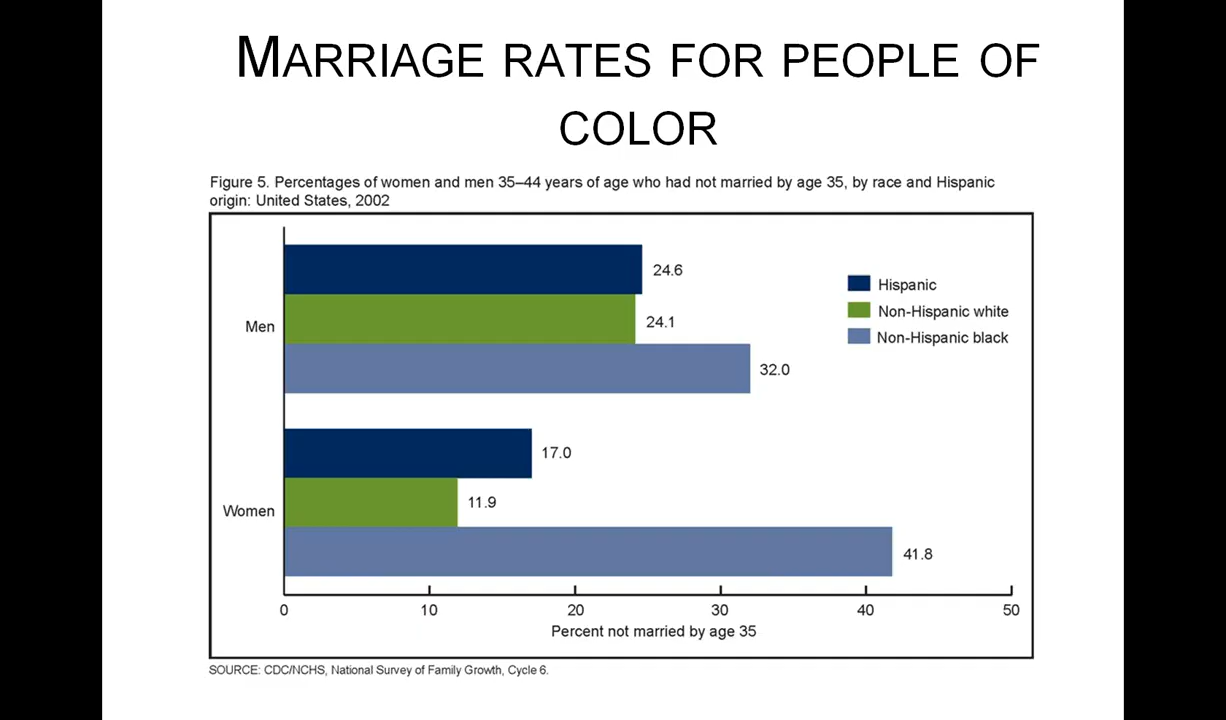 MARRIAGE RATES FOR PEOPLE OF
COLOR
Figure 5. Percentages of women and men 35–44 years of age who had not married by age 35, by race and Hispanic
origin: United States, 2002
Hispanic
Non-Hispanic white
Non-Hispanic black
Men
24.6
24.1
32.0
Women
17.0
11.9
41.8
0 10 20 30 40 50
Percent not married by age 35
SOURCE: CDC/NCHS, National Survey of Family Growth, Cycle 6.